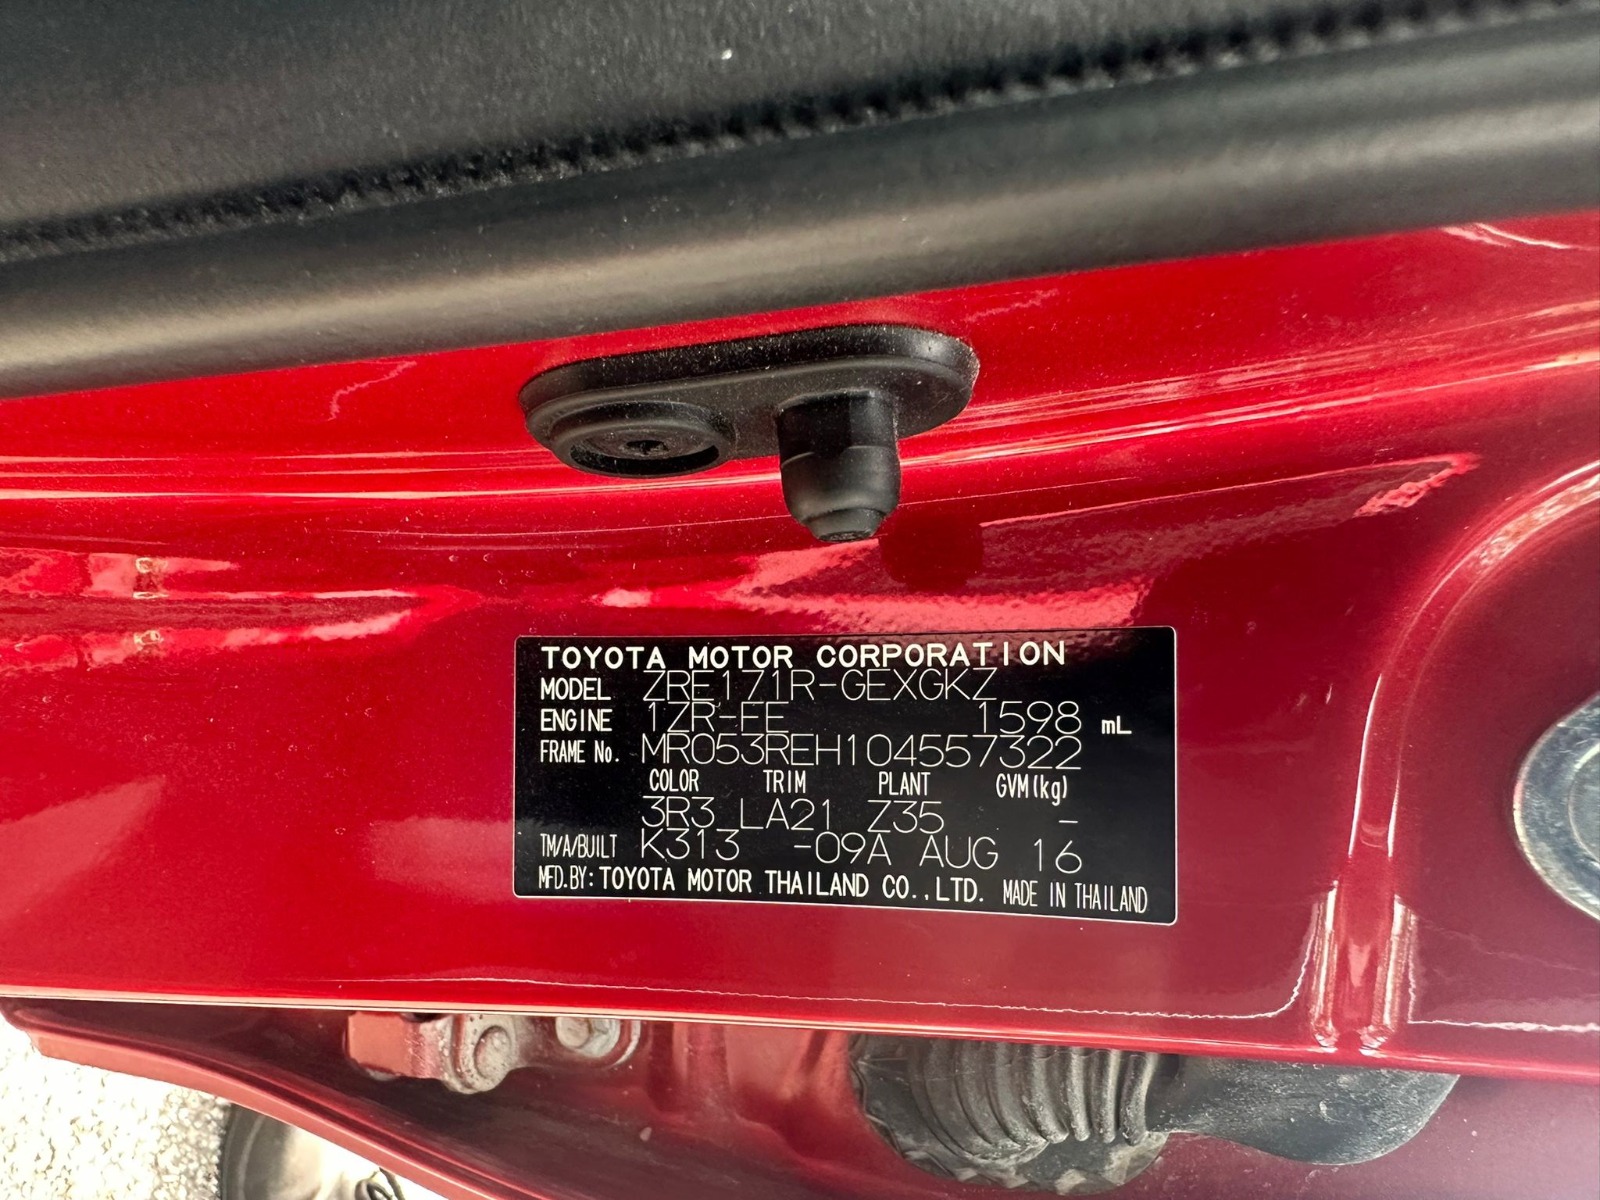 TOYOTA MOTOR CORPORATION
MODEL ZRE171R-GEXGKZ
ENGINE 1ZR-FE 1598 mL
FRAME No. MR053REH104557322
COLOR TRIM PLANT GVM(kg)
3R3 LA21 Z35 -
TM/A/BUILT K313 -09A AUG 16
MFD.BY: TOYOTA MOTOR THAILAND CO.,LTD. MADE IN THAILAND